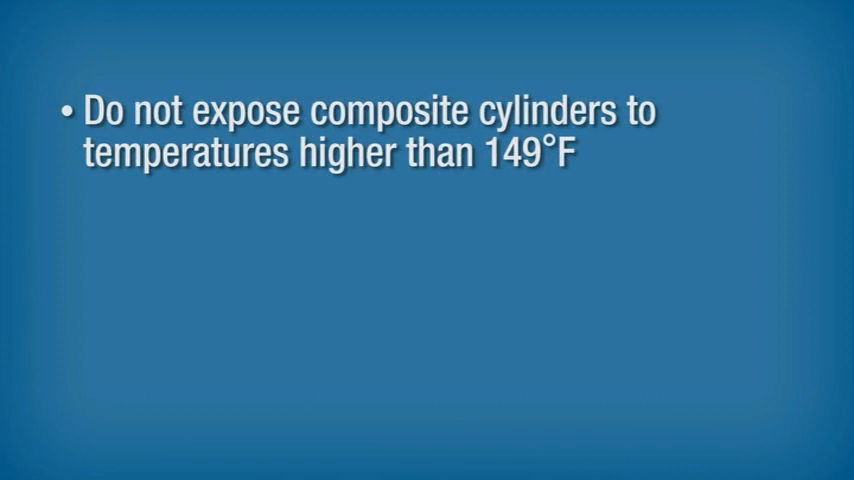 • Do not expose composite cylinders to
temperatures higher than 149°F